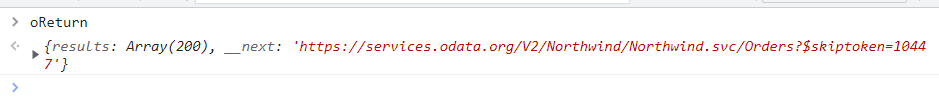 oReturn
{results: Array(200), __next: 'https://services.odata.org/V2/Northwind/Northwind.svc/Orders?$skiptoken=1044
7'}